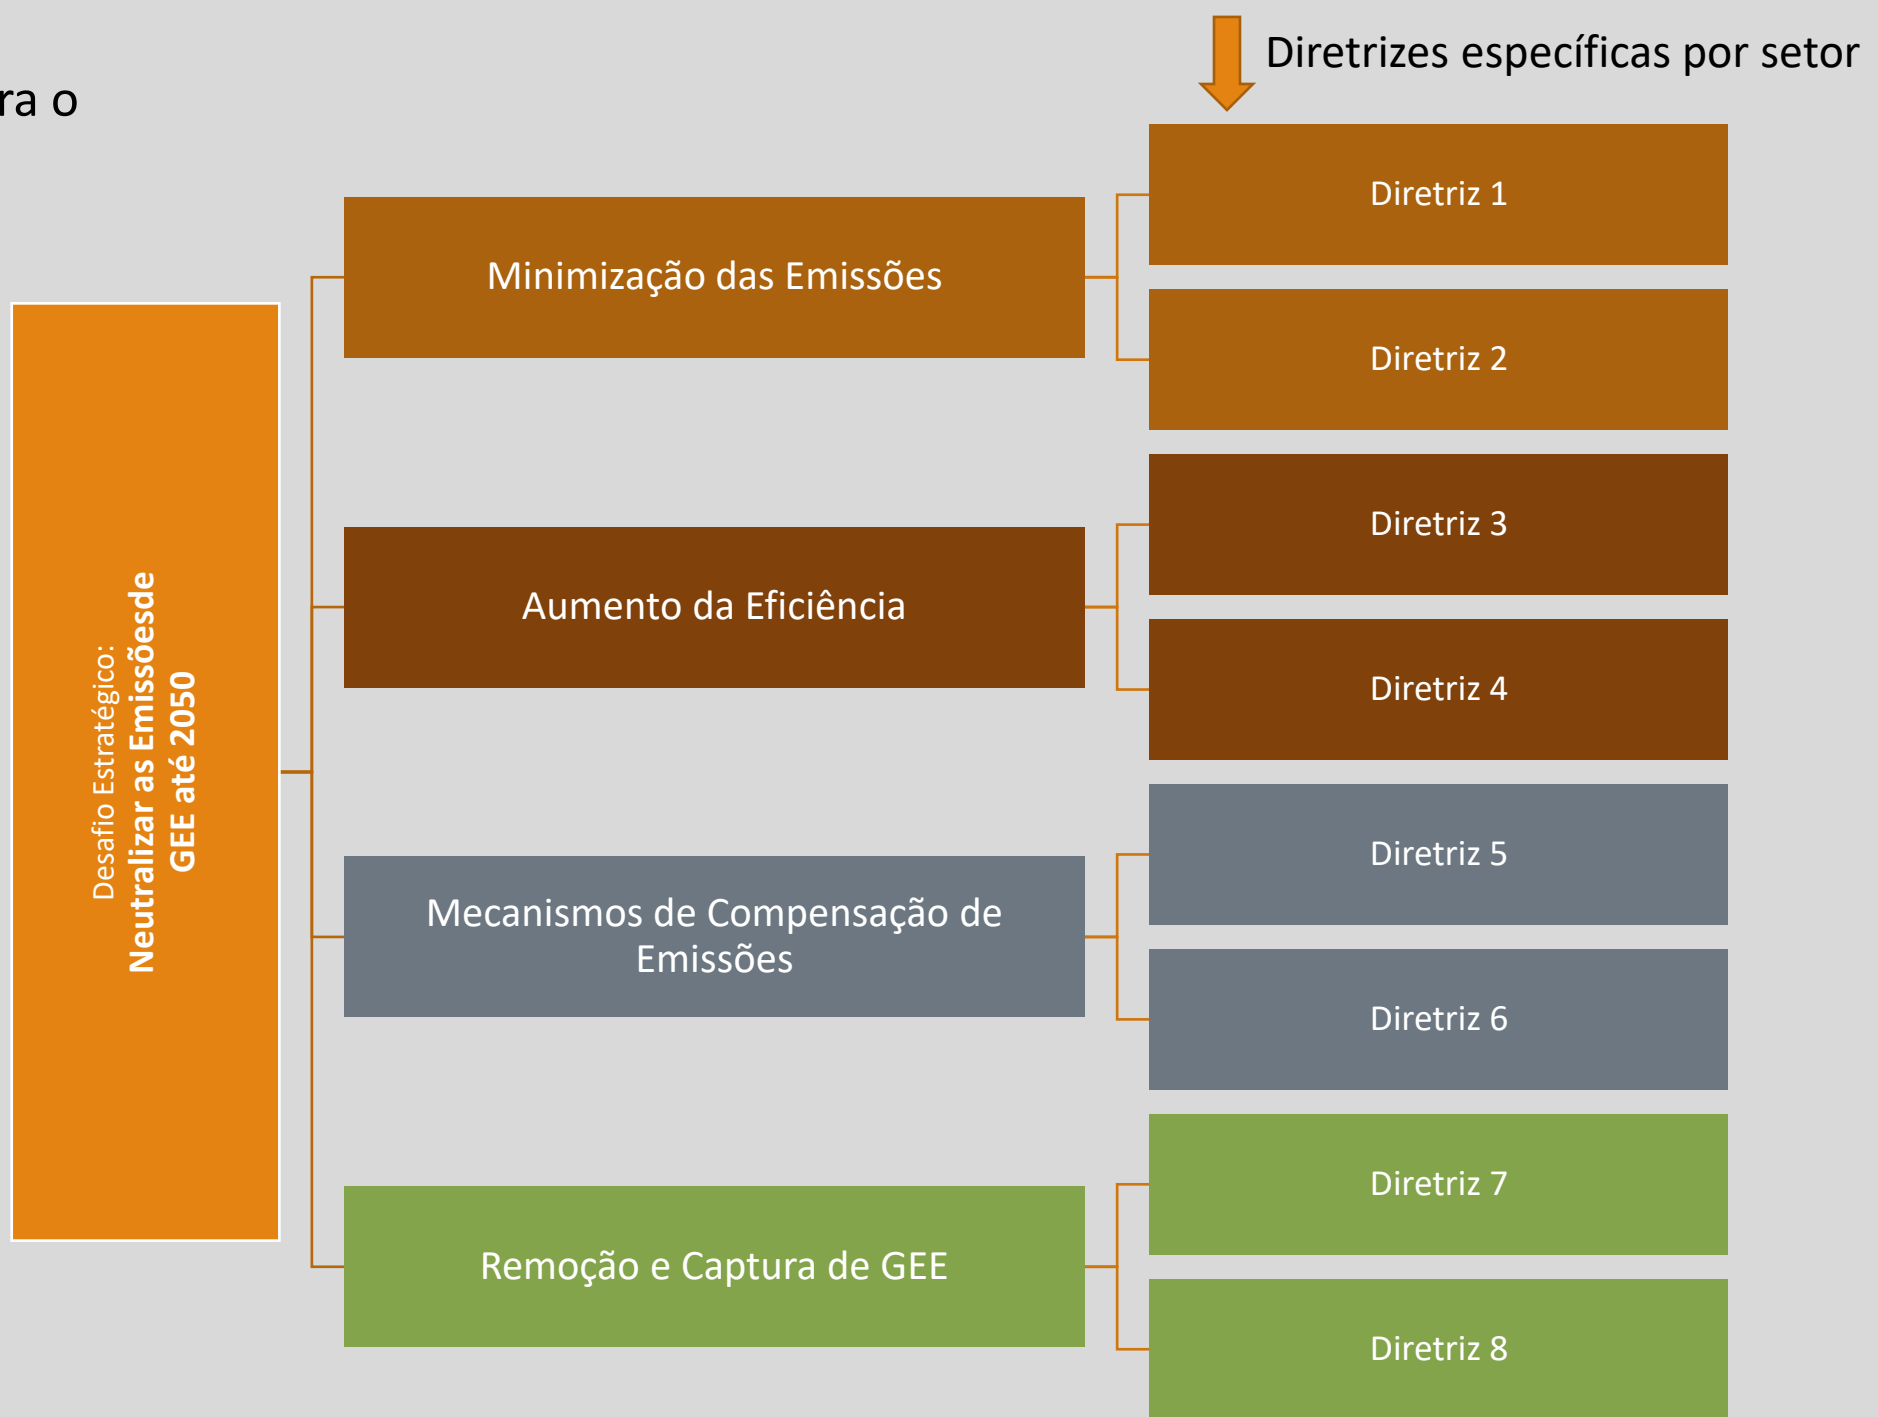 Diretrizes específicas por setor
ra o
Desafio Estratégico:
Neutralizar as Emissõesde
GEE até 2050
Minimização das Emissões
Diretriz 1
Diretriz 2
Aumento da Eficiência
Diretriz 3
Diretriz 4
Mecanismos de Compensação de
Emissões
Diretriz 5
Diretriz 6
Remoção e Captura de GEE
Diretriz 7
Diretriz 8